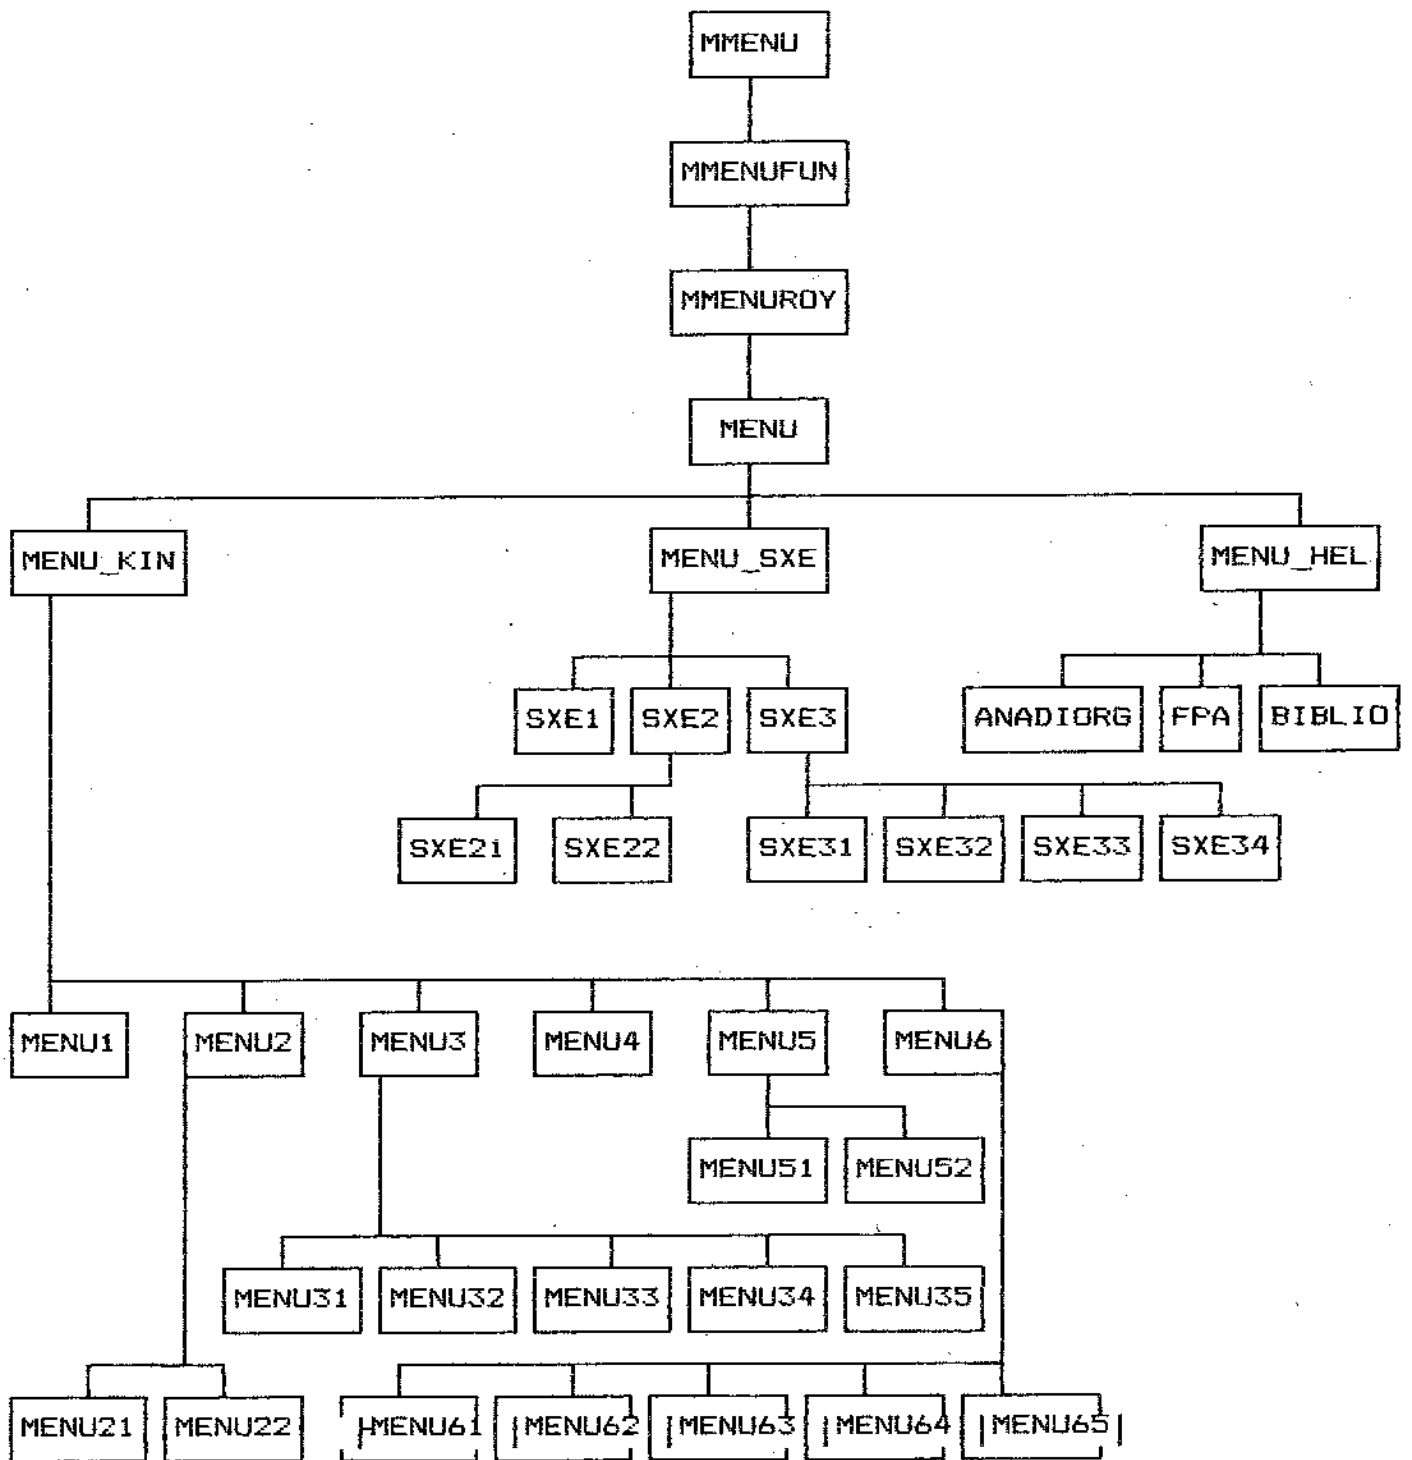 MMENU
MMENUFUN
MMENUROY
MENU
MENU_KIN MENU_SXE MENU_HEL
SXE1 SXE2 SXE3 ANADIORG FPA BIBLIO
SXE21 SXE22 SXE31 SXE32 SXE33 SXE34
MENU1 MENU2 MENU3 MENU4 MENU5 MENU6
MENU51 MENU52
MENU31 MENU32 MENU33 MENU34 MENU35
MENU21 MENU22 MENU61 MENU62 MENU63 MENU64 MENU65